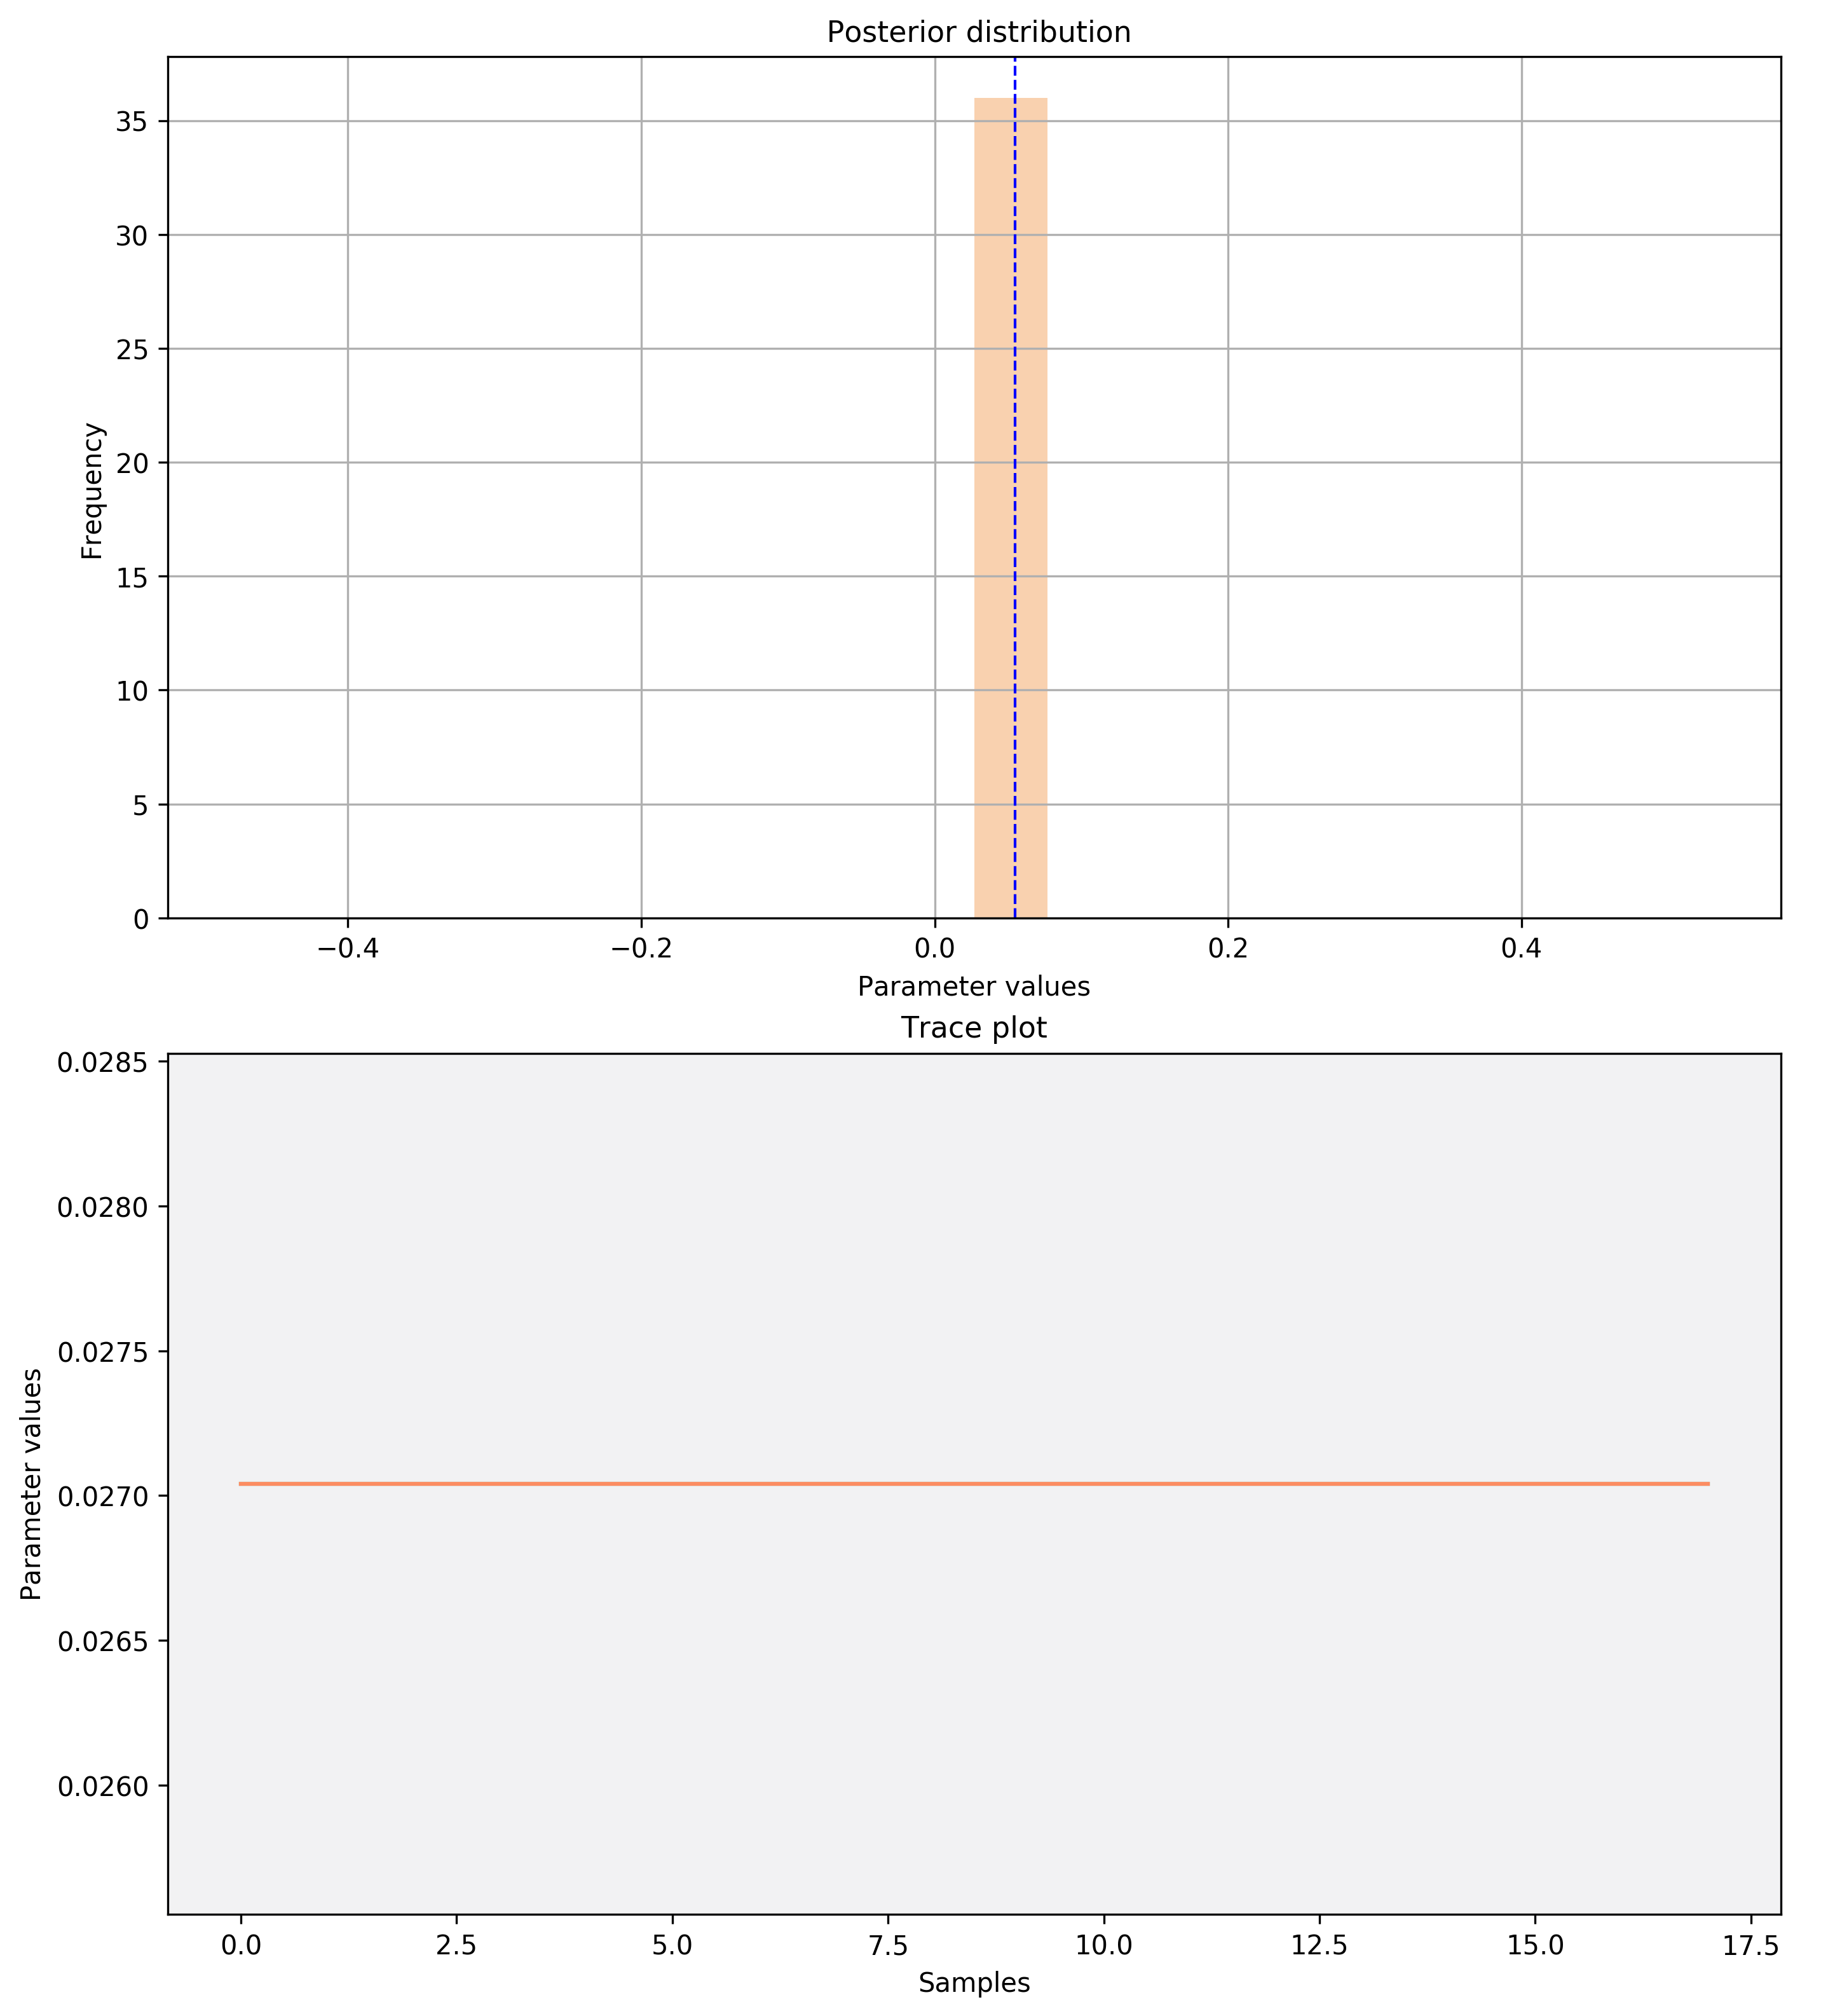 Posterior distribution
35
30
25
20
15
10
5
0
Frequency
−0.4 −0.2 0.0 0.2 0.4
Parameter values
Trace plot
0.0285
0.0280
0.0275
0.0270
0.0265
0.0260
Parameter values
0.0 2.5 5.0 7.5 10.0 12.5 15.0 17.5
Samples